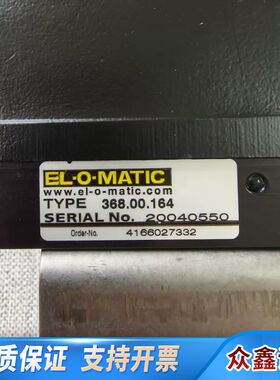 EL-O-MATIC
www.el-o-matic.com
TYPE 368.00.164
SERIAL No. 20040550
Order-No. 4166027332
质保证 支持开票
众鑫